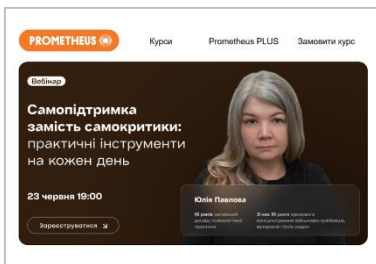 PROMETHEUS
Курси
Prometheus PLUS
Замовити курс
Вебінар
Самопідтримка
замість самокритики:
практичні інструменти
на кожен день
23 червня 19:00
Зареєструватися
Юлія Павлова